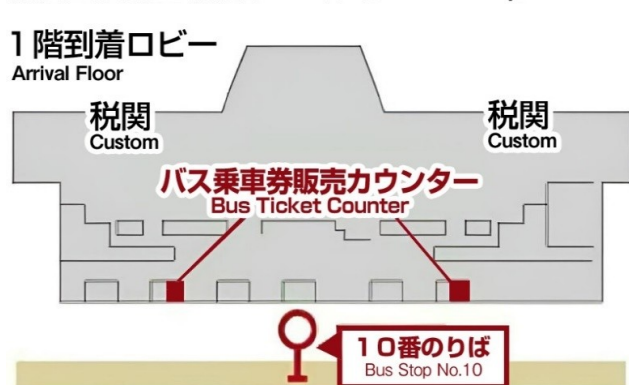 1階到着ロビー
Arrival Floor
税関
Custom
税関
Custom
バス乗車券販売カウンター
Bus Ticket Counter
10番のりば
Bus Stop No.10